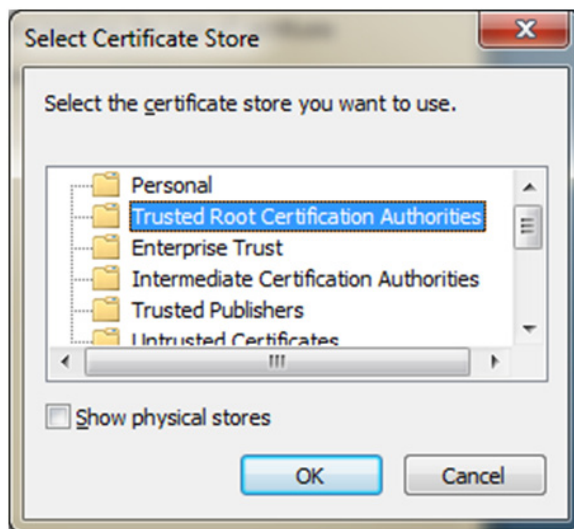 Select Certificate Store
Select the certificate store you want to use.
Personal
Trusted Root Certification Authorities
Enterprise Trust
Intermediate Certification Authorities
Trusted Publishers
Untrusted Certificates
Show physical stores
OK
Cancel